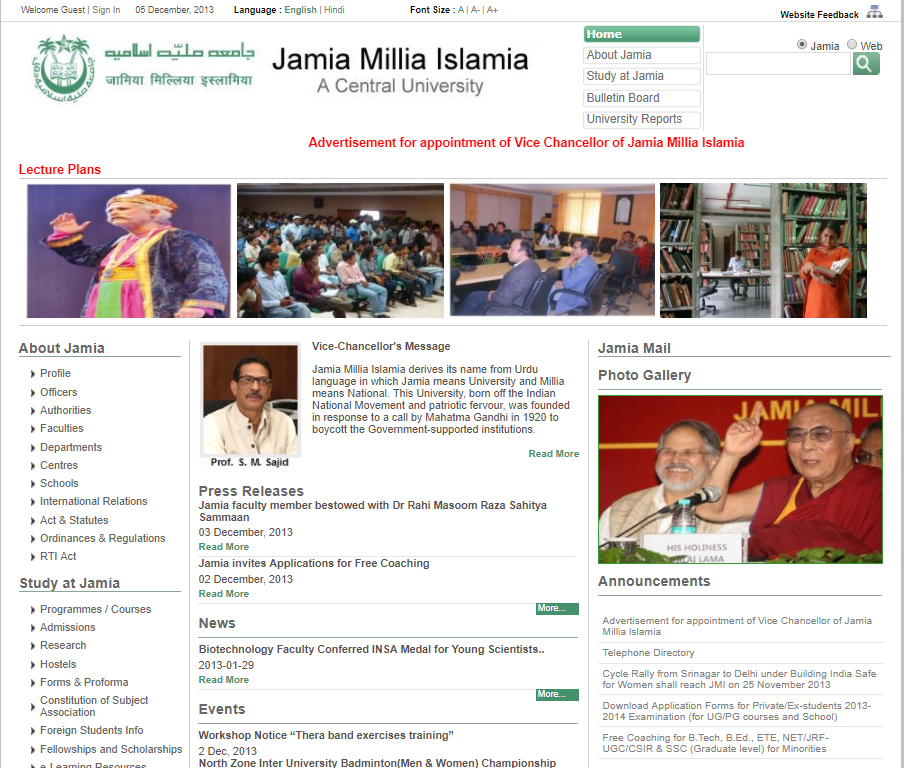 Welcome Guest | Sign In
05 December, 2013
Language : English | Hindi
Font Size : A | A- | A+
Website Feedback
جامعه ملیّه اسلامیه
जामिया मिल्लिया इस्लामिया
Jamia Millia Islamia
A Central University
Home
About Jamia
Study at Jamia
Bulletin Board
University Reports
Jamia Web
Advertisement for appointment of Vice Chancellor of Jamia Millia Islamia
Lecture Plans
About Jamia
Profile
Officers
Authorities
Faculties
Departments
Centres
Schools
International Relations
Act & Statutes
Ordinances & Regulations
RTI Act
Study at Jamia
Programmes / Courses
Admissions
Research
Hostels
Forms & Proforma
Constitution of Subject
Association
Foreign Students Info
Fellowships and Scholarships
e-Learning Resources
Prof. S. M. Sajid
Vice-Chancellor's Message
Jamia Millia Islamia derives its name from Urdu
language in which Jamia means University and Millia
means National. This University, born off the Indian
National Movement and patriotic fervour, was founded
in response to a call by Mahatma Gandhi in 1920 to
boycott the Government-supported institutions.
Read More
Press Releases
Jamia faculty member bestowed with Dr Rahi Masoom Raza Sahitya
Sammaan
03 December, 2013
Read More
Jamia invites Applications for Free Coaching
02 December, 2013
Read More
More...
News
Biotechnology Faculty Conferred INSA Medal for Young Scientists..
2013-01-29
Read More
More...
Events
Workshop Notice “Thera band exercises training”
2 Dec, 2013
North Zone Inter University Badminton(Men & Women) Championship
Jamia Mail
Photo Gallery
JAMIA MIL
HIS HOLINESS
LAMA
Announcements
Advertisement for appointment of Vice Chancellor of Jamia
Millia Islamia
Telephone Directory
Cycle Rally from Srinagar to Delhi under Building India Safe
for Women shall reach JMI on 25 November 2013
Download Application Forms for Private/Ex-students 2013-
2014 Examination (for UG/PG courses and School)
Free Coaching for B.Tech, B.Ed., ETE, NET/JRF-
UGC/CSIR & SSC (Graduate level) for Minorities